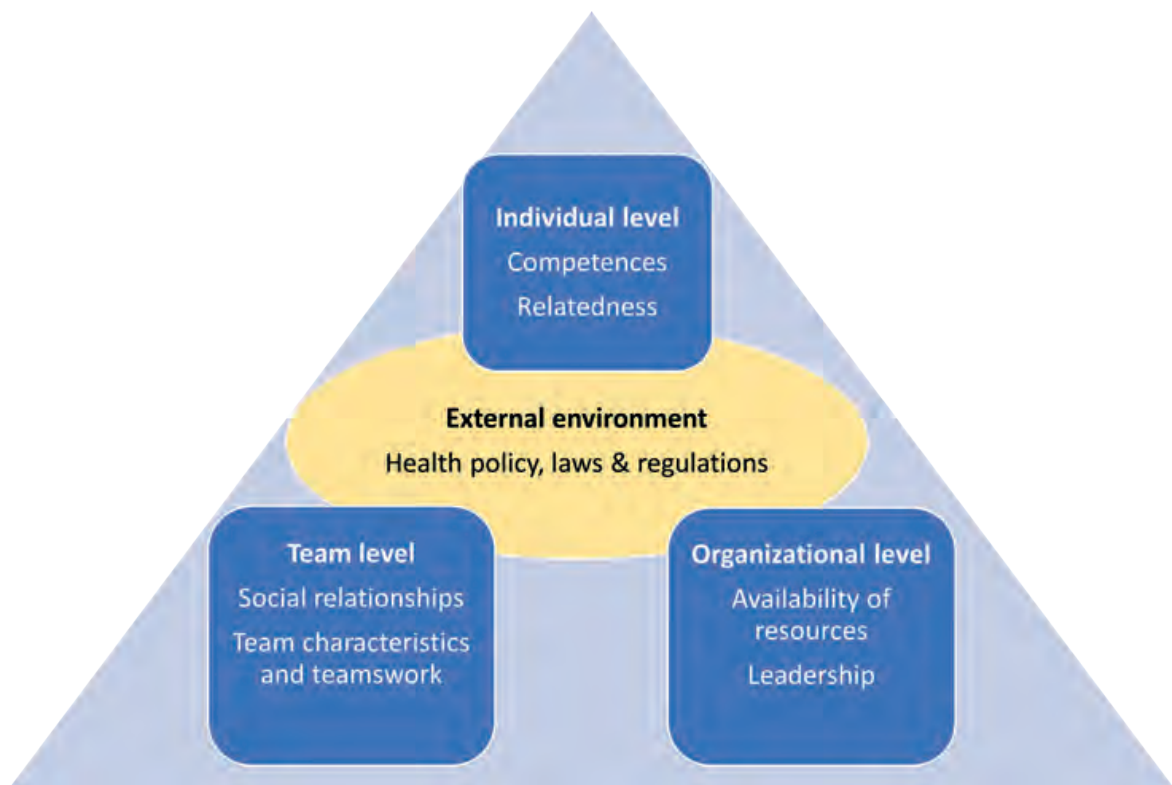 Individual level
Competences
Relatedness
External environment
Health policy, laws & regulations
Team level
Social relationships
Team characteristics
and teamswork
Organizational level
Availability of
resources
Leadership